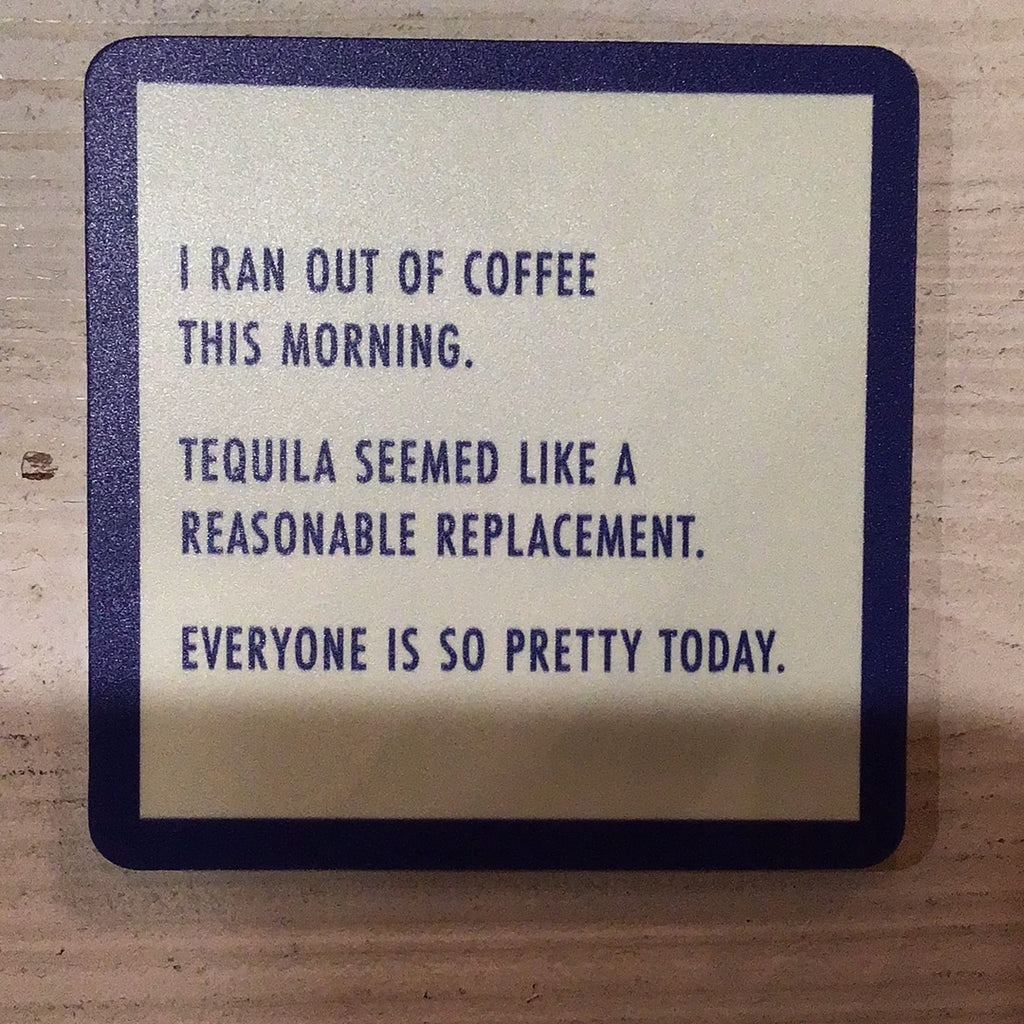 I RAN OUT OF COFFEE
THIS MORNING.
TEQUILA SEEMED LIKE A
REASONABLE REPLACEMENT.
EVERYONE IS SO PRETTY TODAY.